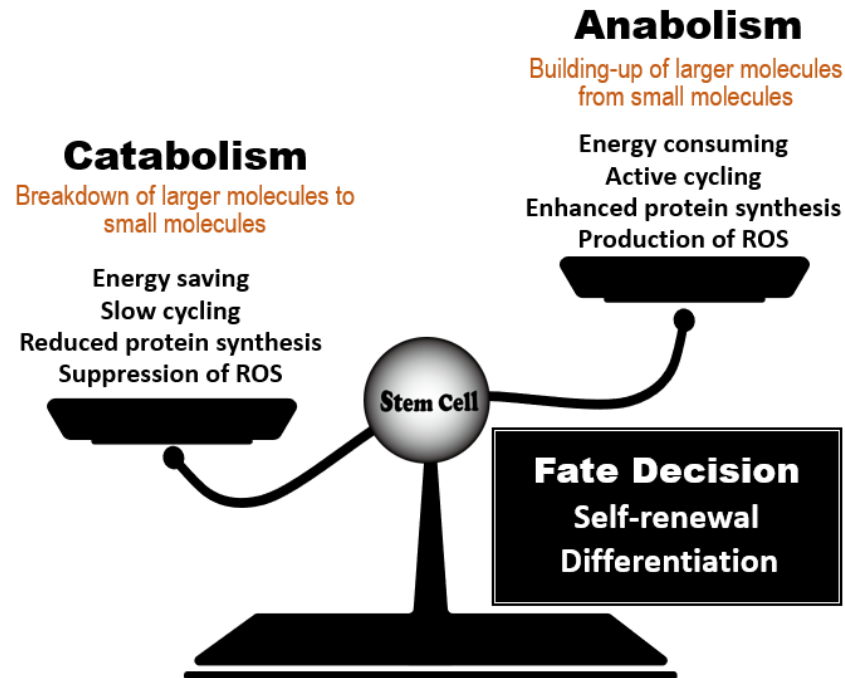 Anabolism
Building-up of larger molecules
from small molecules
Energy consuming
Active cycling
Enhanced protein synthesis
Production of ROS
Catabolism
Breakdown of larger molecules to
small molecules
Energy saving
Slow cycling
Reduced protein synthesis
Suppression of ROS
Stem Cell
Fate Decision
Self-renewal
Differentiation